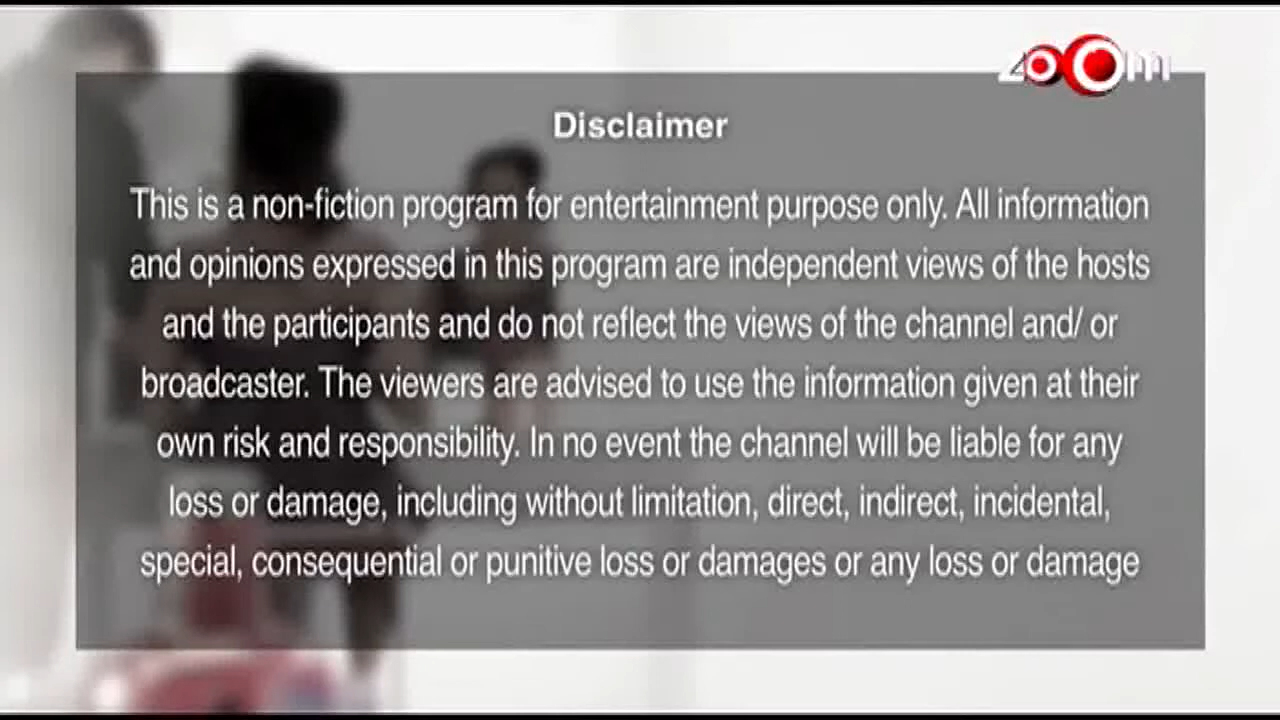 zoom
Disclaimer
This is a non-fiction program for entertainment purpose only. All information
and opinions expressed in this program are independent views of the hosts
and the participants and do not reflect the views of the channel and/ or
broadcaster. The viewers are advised to use the information given at their
own risk and responsibility. In no event the channel will be liable for any
loss or damage, including without limitation, direct, indirect, incidental,
special, consequential or punitive loss or damages or any loss or damage